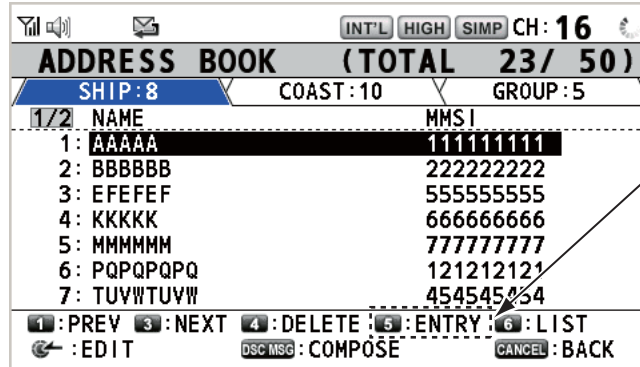 INT'L HIGH SIMP CH:16
ADDRESS BOOK (TOTAL 23/ 50)
SHIP:8 COAST:10 GROUP:5
1/2 NAME MMSI
1: AAAAA 111111111
2: BBBBBB 222222222
3: EFEFEF 555555555
4: KKKKK 666666666
5: MMMMMM 777777777
6: PQPQPQPQ 121212121
7: TUVWTUVW 454545454
1:PREV 3:NEXT 4:DELETE 5:ENTRY 6:LIST
:EDIT DSC MSG:COMPOSE CANCEL:BACK